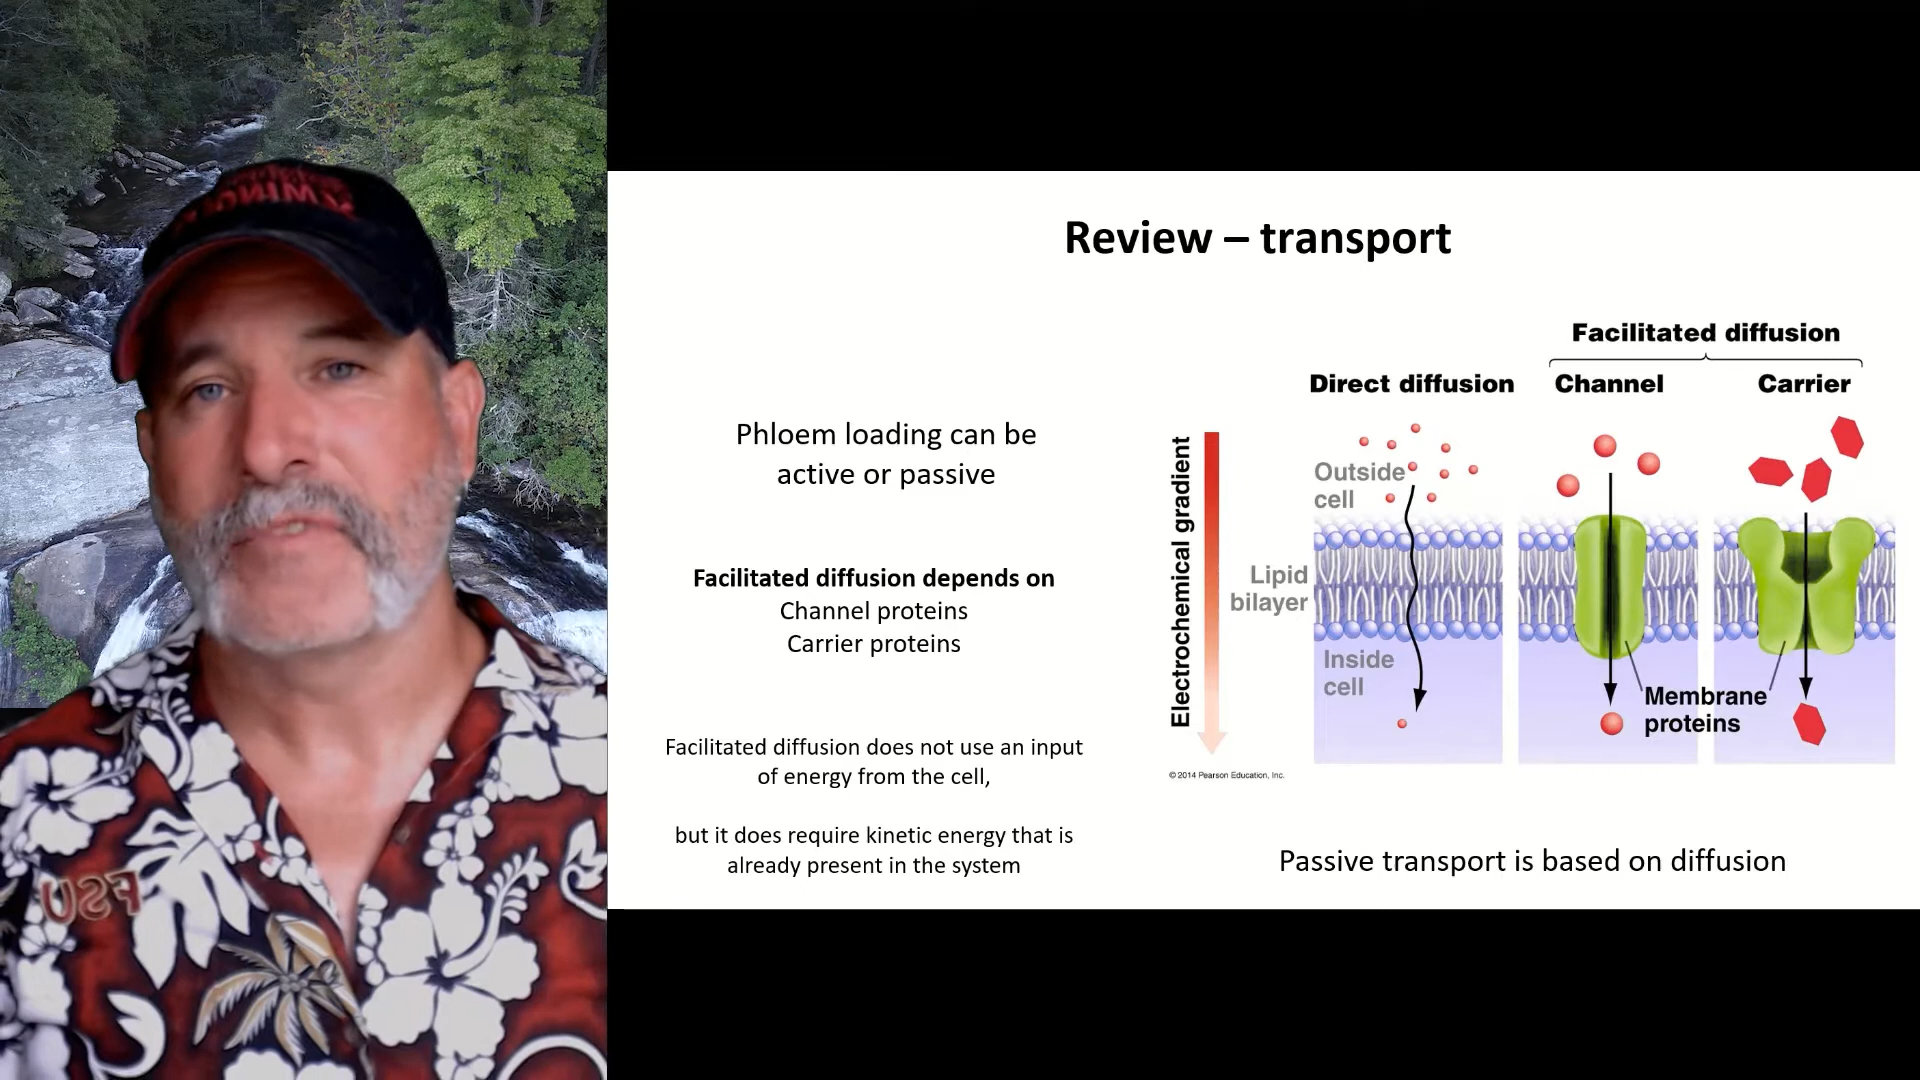 Review – transport
Phloem loading can be
active or passive
Facilitated diffusion depends on
Channel proteins
Carrier proteins
Facilitated diffusion does not use an input
of energy from the cell,
but it does require kinetic energy that is
already present in the system
Facilitated diffusion
Direct diffusion
Channel
Carrier
Electrochemical gradient
Outside
cell
Lipid
bilayer
Inside
cell
Membrane
proteins
© 2014 Pearson Education, Inc.
Passive transport is based on diffusion
FSU